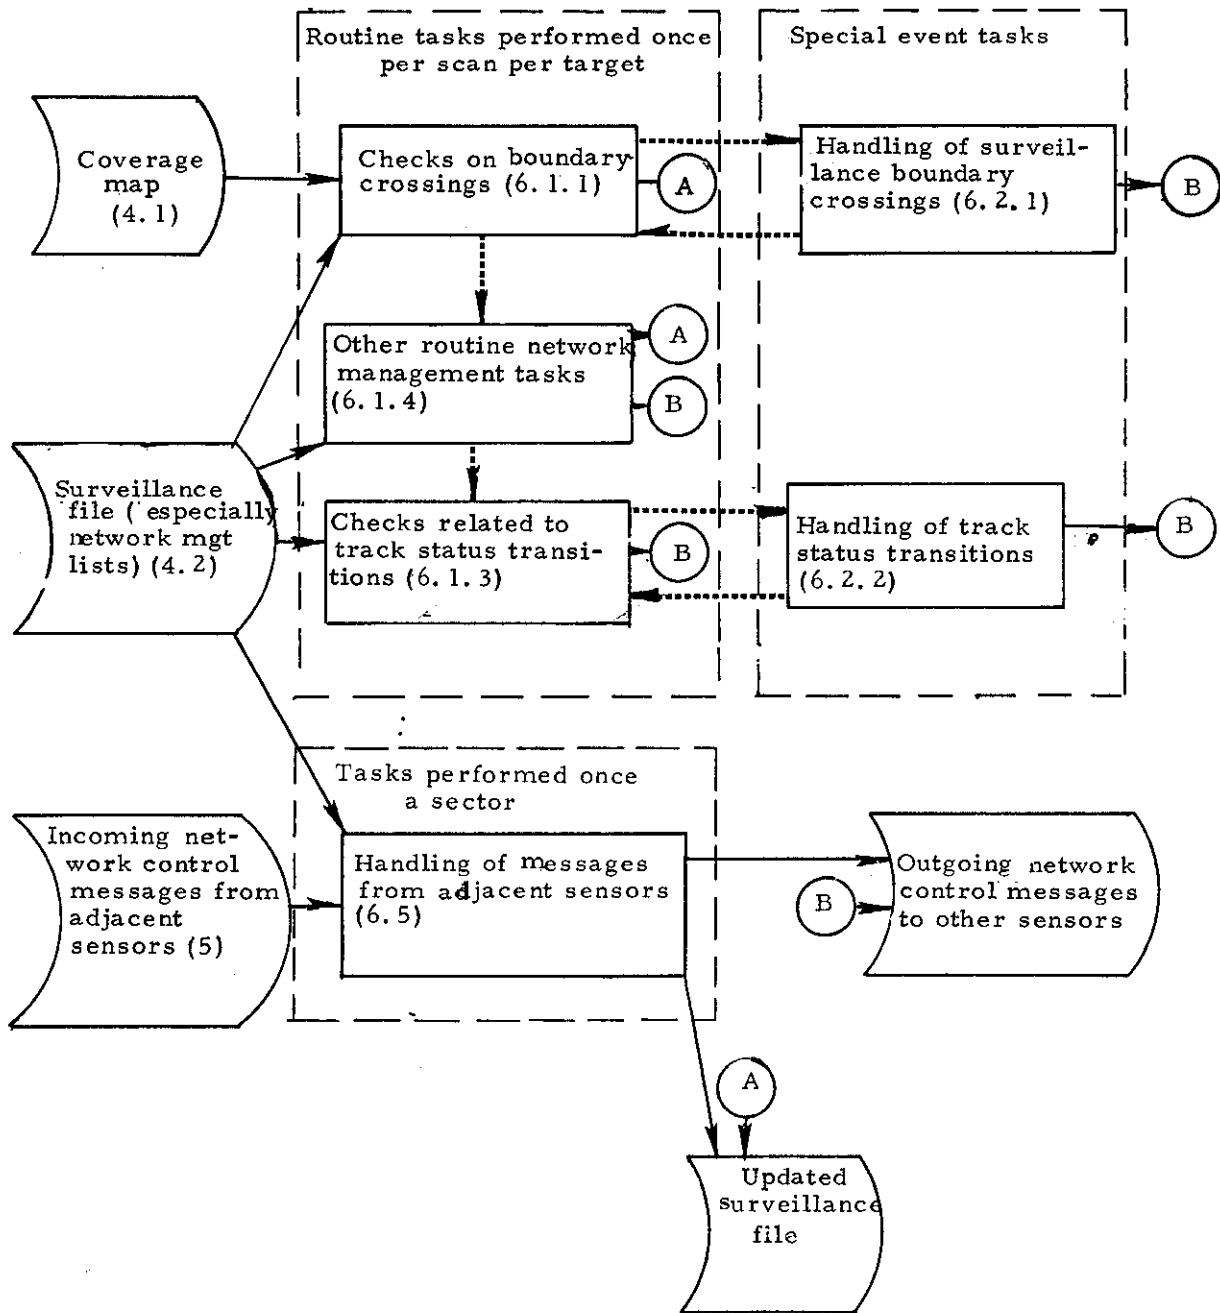 Routine tasks performed once
per scan per target
Special event tasks
Coverage
map
(4.1)
Checks on boundary
crossings (6.1.1)
A
Handling of surveil-
lance boundary
crossings (6.2.1)
B
Other routine network
management tasks
(6.1.4)
A
B
Surveillance
file ( especially
network mgt
lists) (4.2)
Checks related to
track status transi-
tions (6.1.3)
B
Handling of track
status transitions
(6.2.2)
B
Tasks performed once
a sector
Incoming net-
work control
messages from
adjacent
sensors (5)
Handling of messages
from adjacent sensors
(6.5)
Outgoing network
control messages
to other sensors
B
A
Updated
surveillance
file